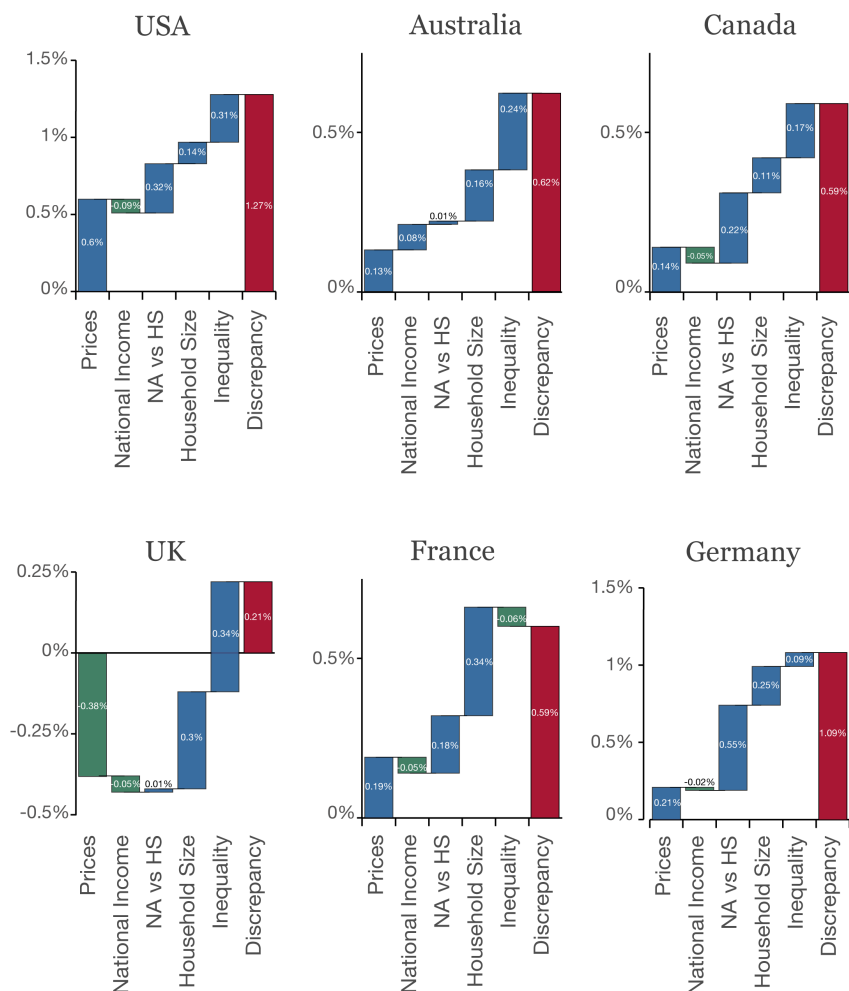 USA
1.5%
1%
0.5%
0%
0.6%
-0.09%
0.32%
0.14%
0.31%
1.27%
Prices
National Income
NA vs HS
Household Size
Inequality
Discrepancy
Australia
0.5%
0%
0.13%
0.08%
0.01%
0.16%
0.24%
0.62%
Prices
National Income
NA vs HS
Household Size
Inequality
Discrepancy
Canada
0.5%
0%
0.14%
-0.05%
0.22%
0.11%
0.17%
0.59%
Prices
National Income
NA vs HS
Household Size
Inequality
Discrepancy
UK
0.25%
0%
-0.25%
-0.5%
-0.38%
-0.05%
0.01%
0.3%
0.34%
0.21%
Prices
National Income
NA vs HS
Household Size
Inequality
Discrepancy
France
0.5%
0%
0.19%
-0.05%
0.18%
0.34%
-0.06%
0.59%
Prices
National Income
NA vs HS
Household Size
Inequality
Discrepancy
Germany
1.5%
1%
0.5%
0%
0.21%
-0.02%
0.55%
0.25%
0.09%
1.09%
Prices
National Income
NA vs HS
Household Size
Inequality
Discrepancy